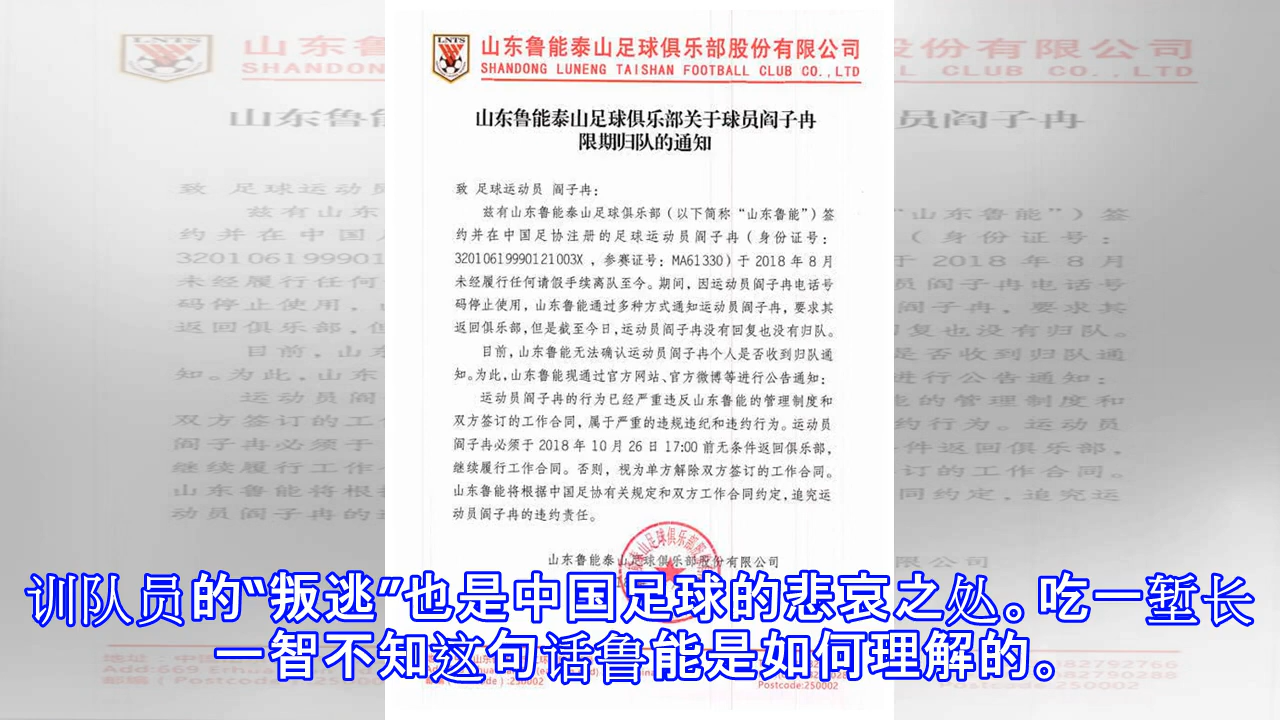 LNTS
山东鲁能泰山足球俱乐部股份有限公司
SHANDONG LUNENG TAISHAN FOOTBALL CLUB CO.,LTD
山东鲁能泰山足球俱乐部关于球员阎子冉
限期归队的通知
致 足球运动员 阎子冉：
兹有山东鲁能泰山足球俱乐部（以下简称“山东鲁能”）签
约并在中国足协注册的足球运动员阎子冉（身份证号：
32010619990121003X ，参赛证号：MA61330）于 2018 年 8 月
未经履行任何请假手续离队至今。期间，因运动员阎子冉电话号
码停止使用，山东鲁能通过多种方式通知运动员阎子冉，要求其
返回俱乐部，但是截至今日，运动员阎子冉没有回复也没有归队。
目前，山东鲁能无法确认运动员阎子冉个人是否收到归队通
知。为此，山东鲁能现通过官方网站、官方微博等进行公告通知：
运动员阎子冉的行为已经严重违反山东鲁能的管理制度和
双方签订的工作合同，属于严重的违规违纪和违约行为。运动员
阎子冉必须于 2018 年 10 月 26 日 17:00 前无条件返回俱乐部，
继续履行工作合同。否则，视为单方解除双方签订的工作合同。
山东鲁能将根据中国足协有关规定和双方工作合同约定，追究运
动员阎子冉的违约责任。
山东鲁能泰山足球俱乐部股份有限公司
训队员的“叛逃”也是中国足球的悲哀之处。吃一堑长
一智不知这句话鲁能是如何理解的。
Postcode:250002